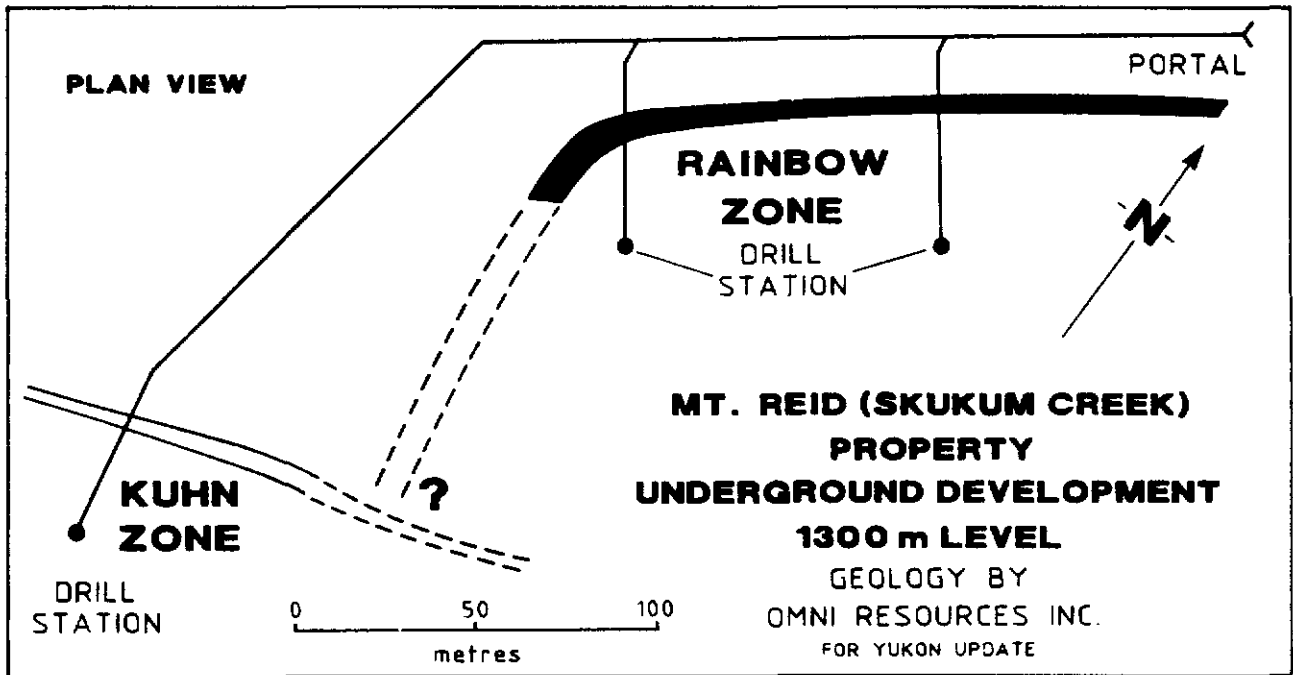 PLAN VIEW
PORTAL
RAINBOW
ZONE
DRILL
STATION
N
KUHN
ZONE
?
DRILL
STATION
0 50 100
metres
MT. REID (SKUKUM CREEK)
PROPERTY
UNDERGROUND DEVELOPMENT
1300 m LEVEL
GEOLOGY BY
OMNI RESOURCES INC.
FOR YUKON UPDATE